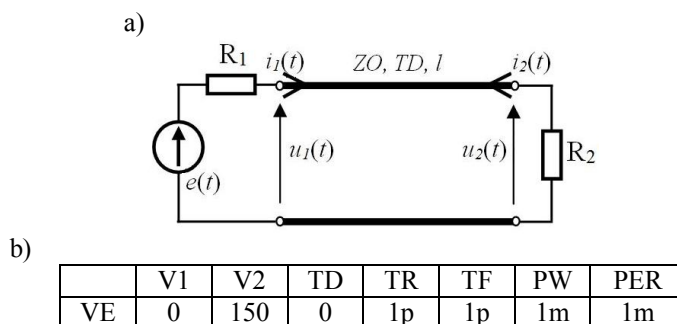 a)
R₁ i₁(t) ZO, TD, l i₂(t)
e(t) u₁(t) u₂(t) R₂
b)
V1 V2 TD TR TF PW PER
VE 0 150 0 1p 1p 1m 1m